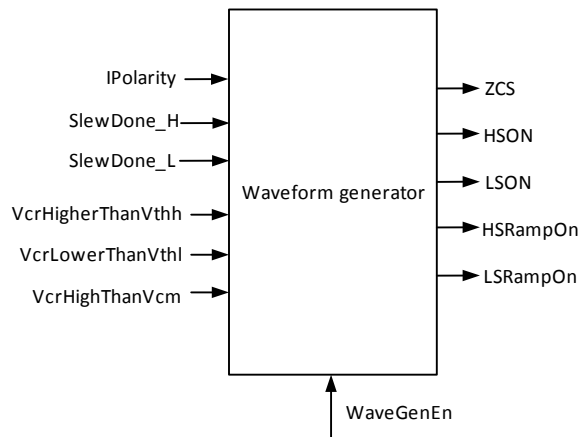 IPolarity
SlewDone_H
SlewDone_L
VcrHigherThanVthh
VcrLowerThanVthl
VcrHighThanVcm
Waveform generator
ZCS
HSON
LSON
HSRampOn
LSRampOn
WaveGenEn